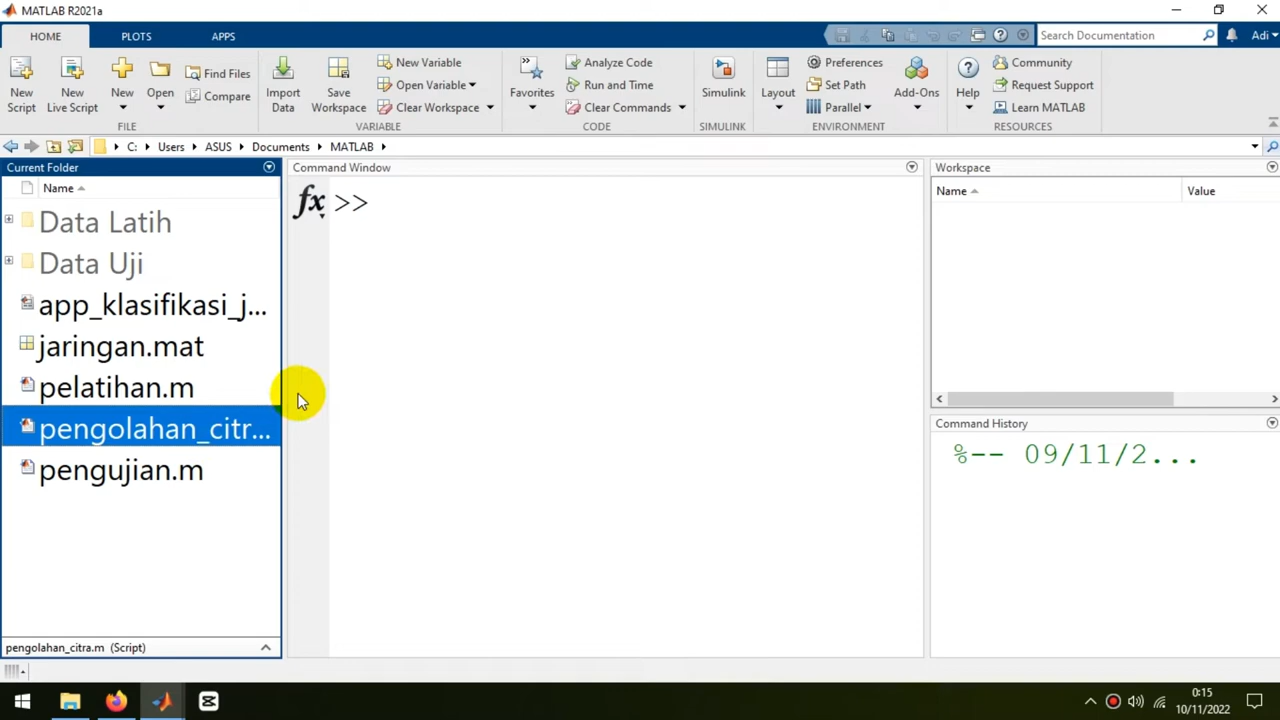 MATLAB R2021a
HOME PLOTS APPS
Search Documentation Adi
New Script
New Live Script
New
Open
Find Files
Compare
FILE
Import Data
Save Workspace
New Variable
Open Variable
Clear Workspace
VARIABLE
Favorites
Analyze Code
Run and Time
Clear Commands
CODE
Simulink
SIMULINK
Layout
Preferences
Set Path
Parallel
Add-Ons
ENVIRONMENT
Help
Community
Request Support
Learn MATLAB
RESOURCES
C: Users ASUS Documents MATLAB
Current Folder
Name
Data Latih
Data Uji
app_klasifikasi_j...
jaringan.mat
pelatihan.m
pengolahan_citr...
pengujian.m
pengolahan_citra.m (Script)
Command Window
fx >>
Workspace
Name Value
Command History
%-- 09/11/2...
0:15
10/11/2022